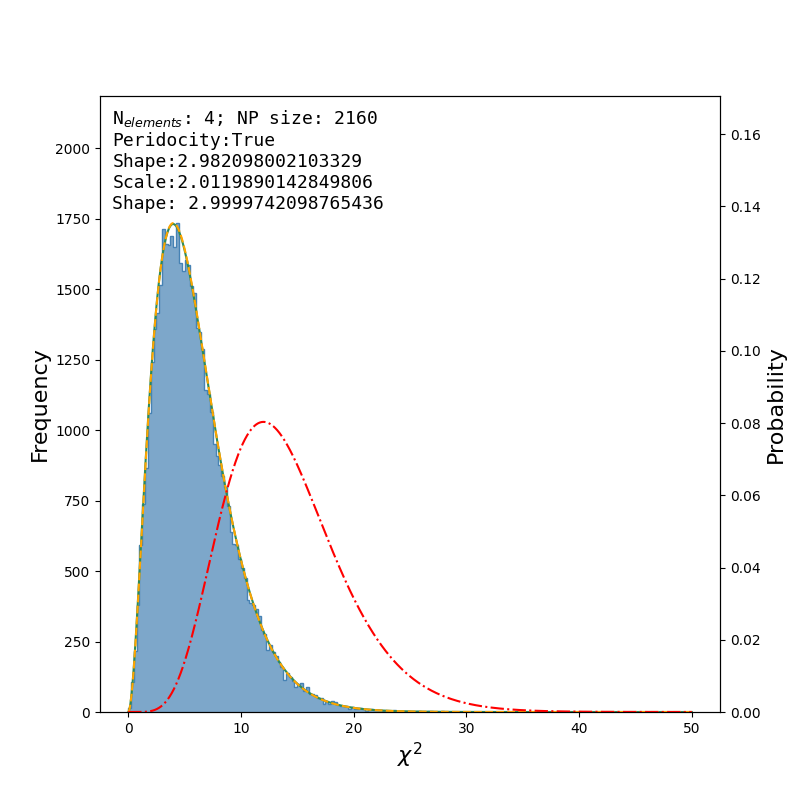 N_elements: 4; NP size: 2160
Peridocity:True
Shape:2.982098002103329
Scale:2.0119890142849806
Shape: 2.9999742098765436
Frequency
0
250
500
750
1000
1250
1500
1750
2000
0 10 20 30 40 50
χ²
0.00
0.02
0.04
0.06
0.08
0.10
0.12
0.14
0.16
Probability